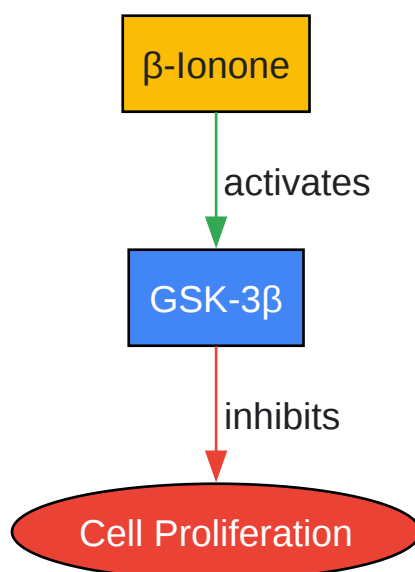 β-Ionone
activates
GSK-3β
inhibits
Cell Proliferation